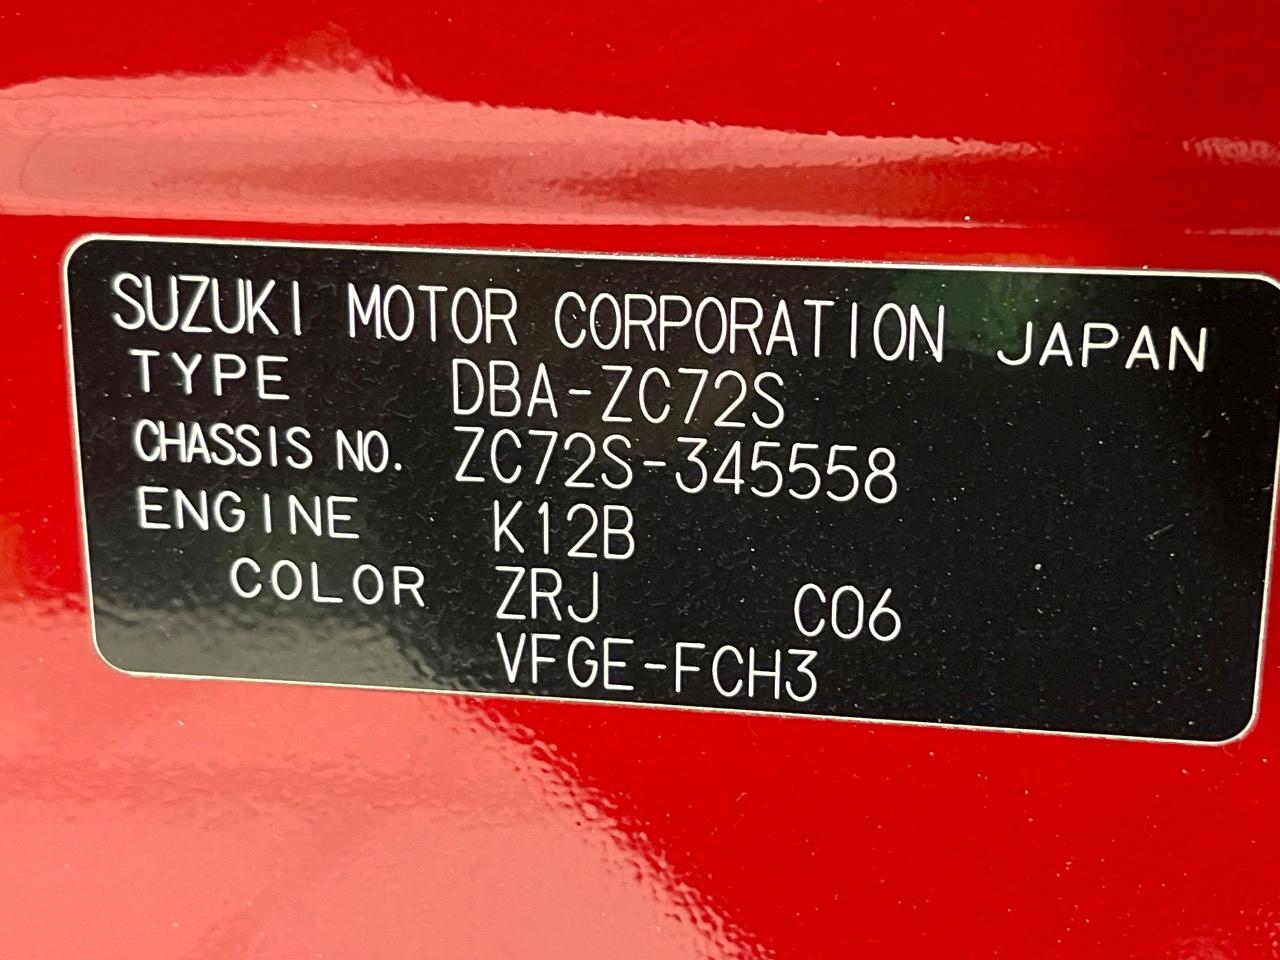 SUZUKI MOTOR CORPORATION JAPAN
TYPE DBA-ZC72S
CHASSIS NO. ZC72S-345558
ENGINE K12B
COLOR ZRJ C06
VFGE-FCH3